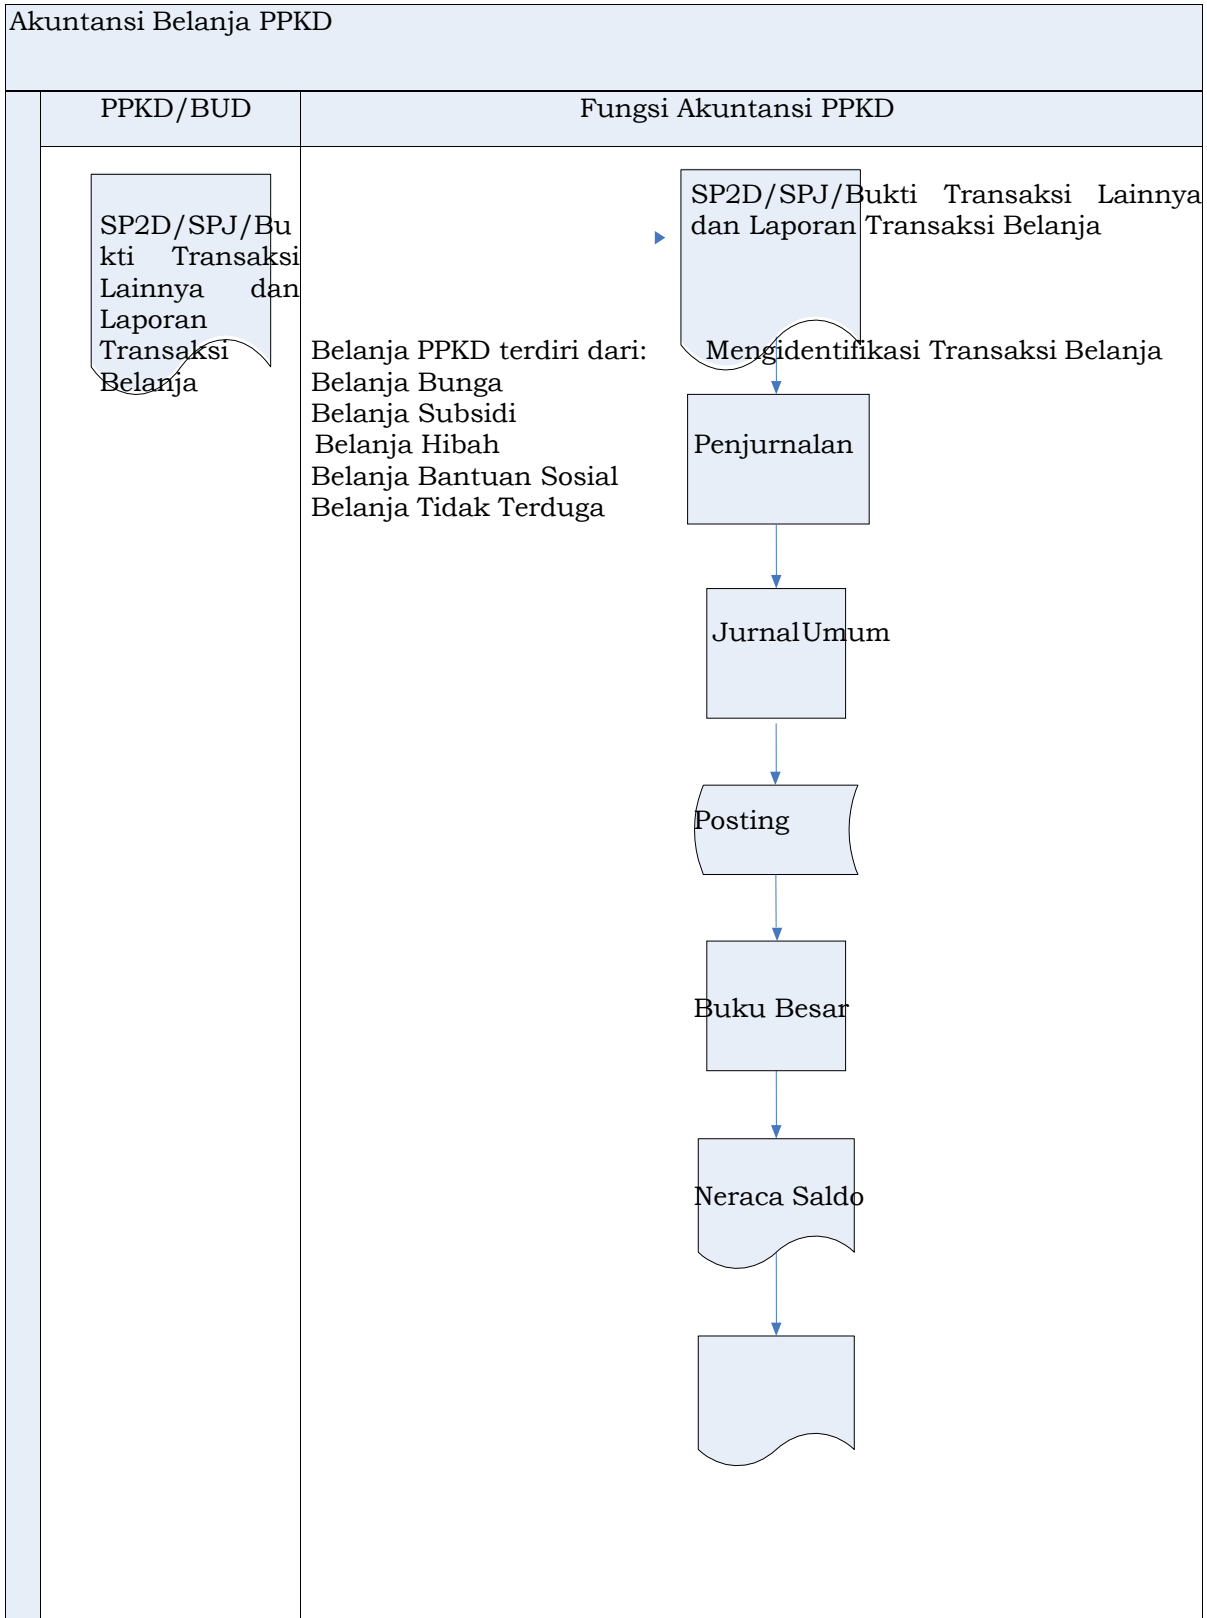 Akuntansi Belanja PPKD
PPKD/BUD
Fungsi Akuntansi PPKD
SP2D/SPJ/Bu
kti Transaksi
Lainnya dan
Laporan
Transaksi
Belanja
SP2D/SPJ/Bukti Transaksi Lainnya
dan Laporan Transaksi Belanja
Belanja PPKD terdiri dari:
Belanja Bunga
Belanja Subsidi
Belanja Hibah
Belanja Bantuan Sosial
Belanja Tidak Terduga
Mengidentifikasi Transaksi Belanja
Penjurnalan
Jurnal Umum
Posting
Buku Besar
Neraca Saldo